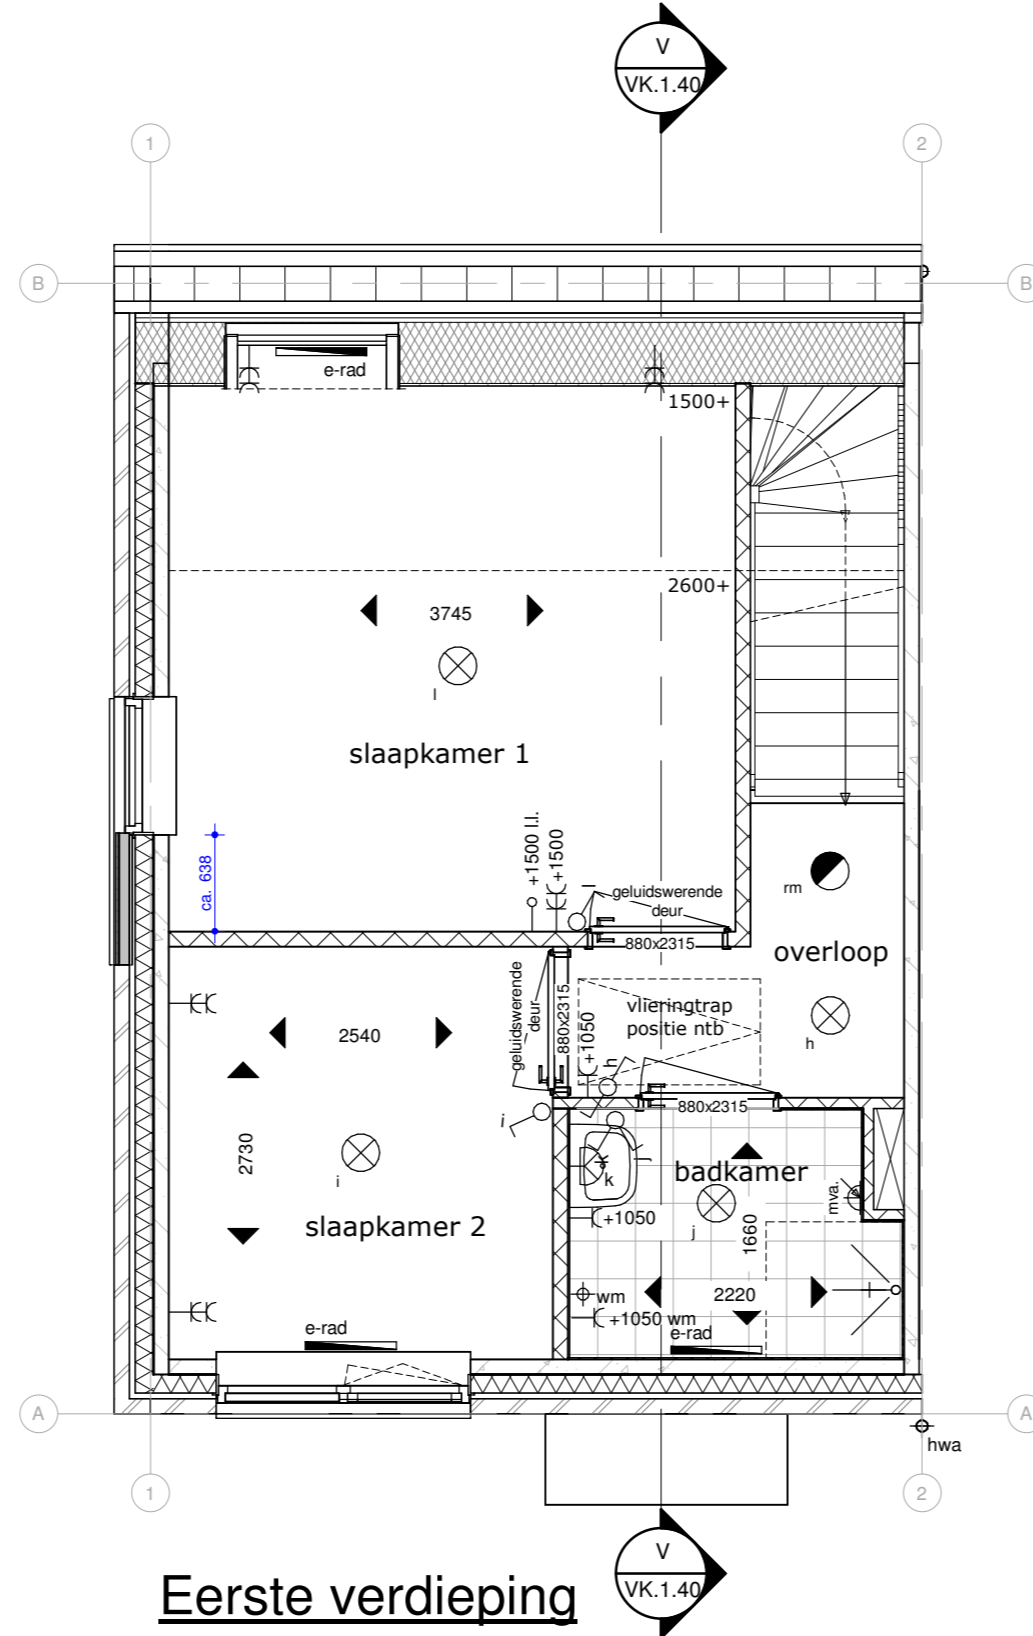 V
VK.1.40
1
2
B
B
e-rad
1500+
2600+
3745
l
slaapkamer 1
ca. 638
+1500 l.l.
+1500
l
geluidswerende
deur
880x2315
rm
overloop
geluidswerende
deur
880x2315
+1050
vlieringtrap
positie ntb
h
h
2540
880x2315
i
2730
i
slaapkamer 2
k
j
k
badkamer
mva.
+1050
j
1660
wm
2220
+1050 wm
e-rad
e-rad
A
A
hwa
1
2
V
VK.1.40
Eerste verdieping